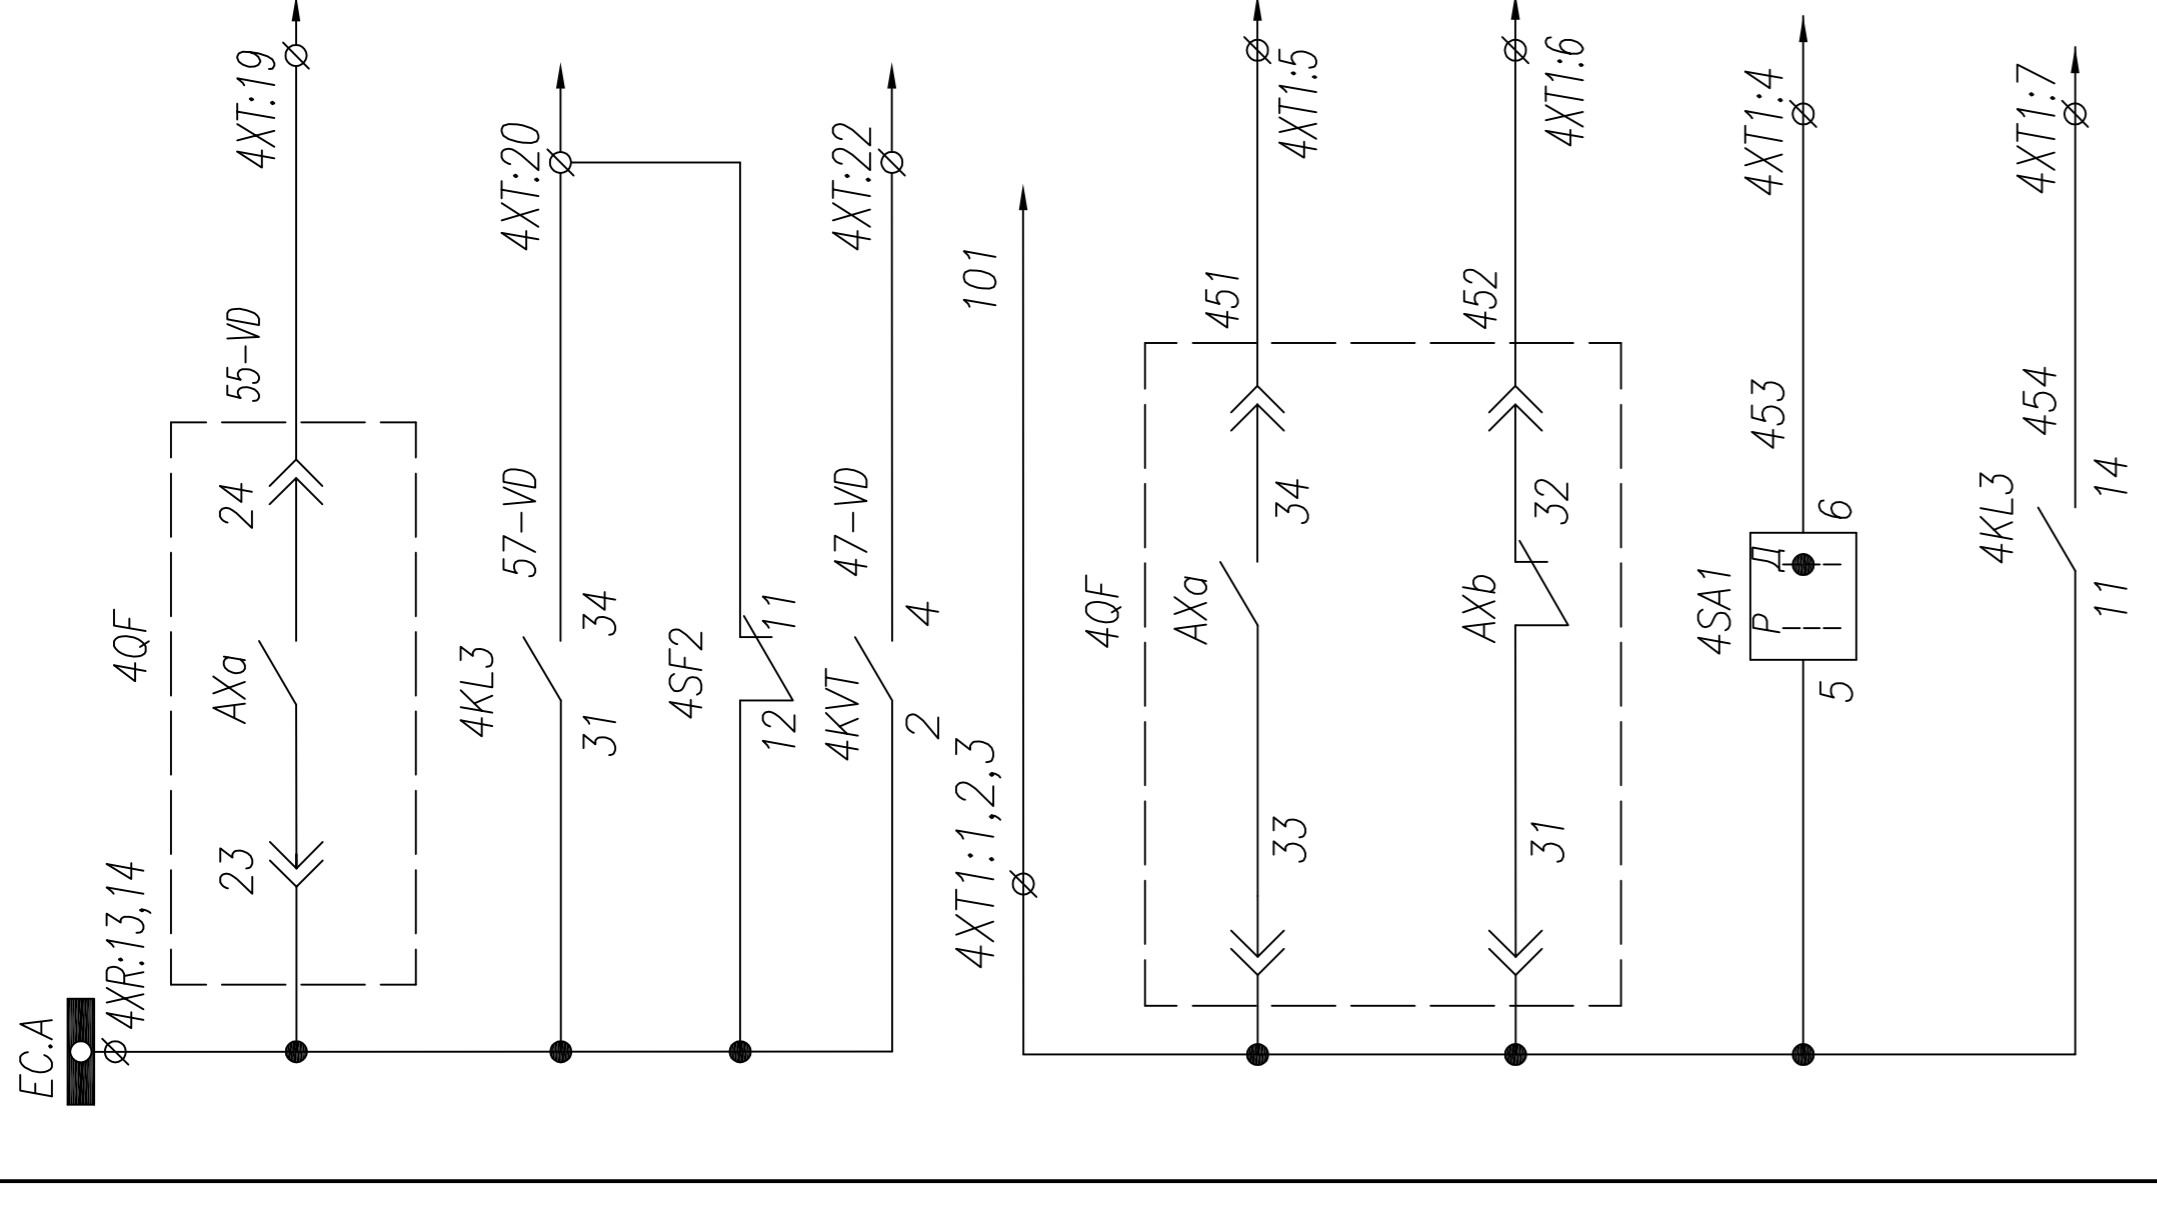 EC.A
4XP:13,14
4QF
23
AXa
24
55-VD
4XT:19
4KL3
31
34
57-VD
4XT:20
4SF2
12
11
4KVT
2
4
47-VD
4XT:22
4XT1:1,2,3
101
4QF
33
AXa
34
451
4XT1:5
31
AXb
32
452
4XT1:6
4SA1
5
Р
Д
6
453
4XT1:4
4KL3
11
14
454
4XT1:7